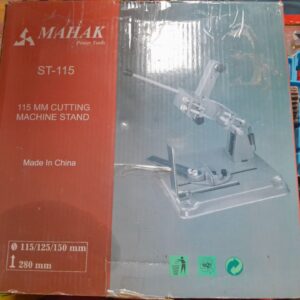 MAHAK
Power Tools
ST-115
115 MM CUTTING
MACHINE STAND
Made In China
Ø 115/125/150 mm
280 mm